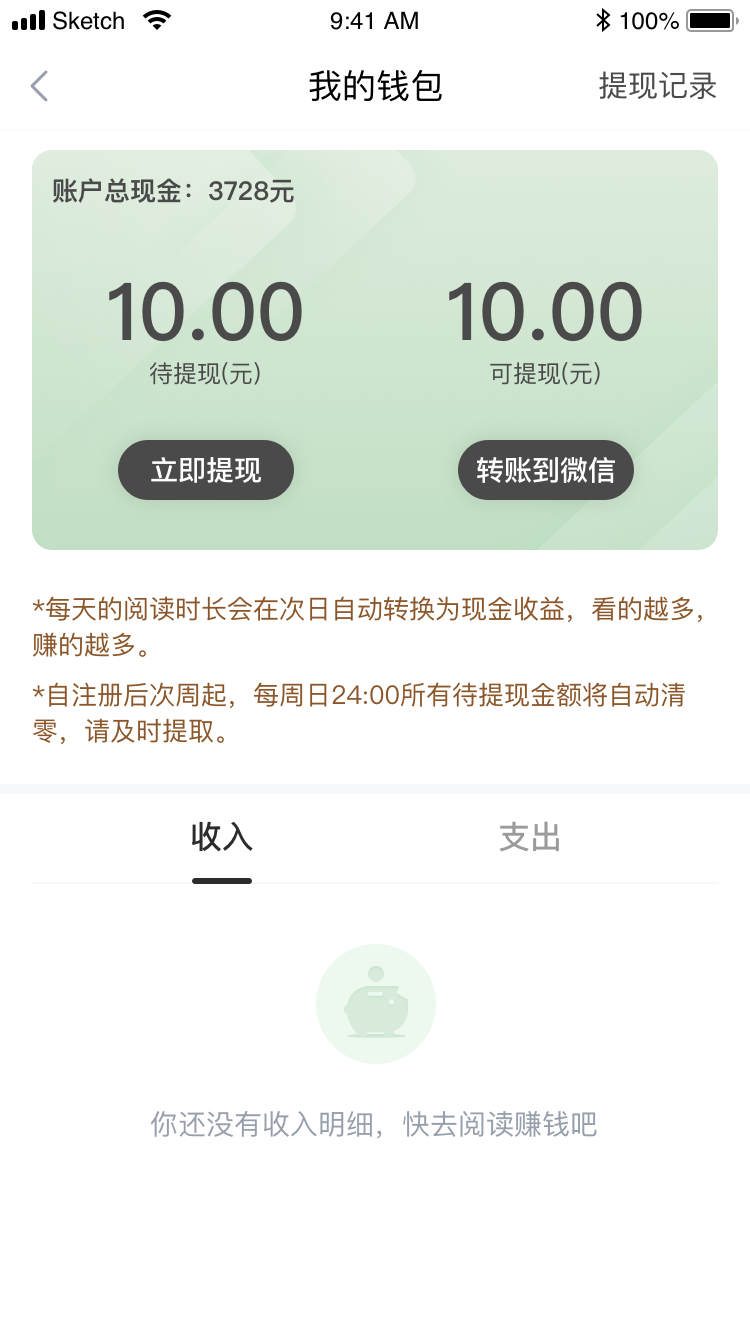 Sketch 9:41 AM 100%
我的钱包 提现记录
账户总现金：3728元
10.00 10.00
待提现(元) 可提现(元)
立即提现 转账到微信
*每天的阅读时长会在次日自动转换为现金收益，看的越多，
赚的越多。
*自注册后次周起，每周日24:00所有待提现金额将自动清
零，请及时提取。
收入 支出
你还没有收入明细，快去阅读赚钱吧